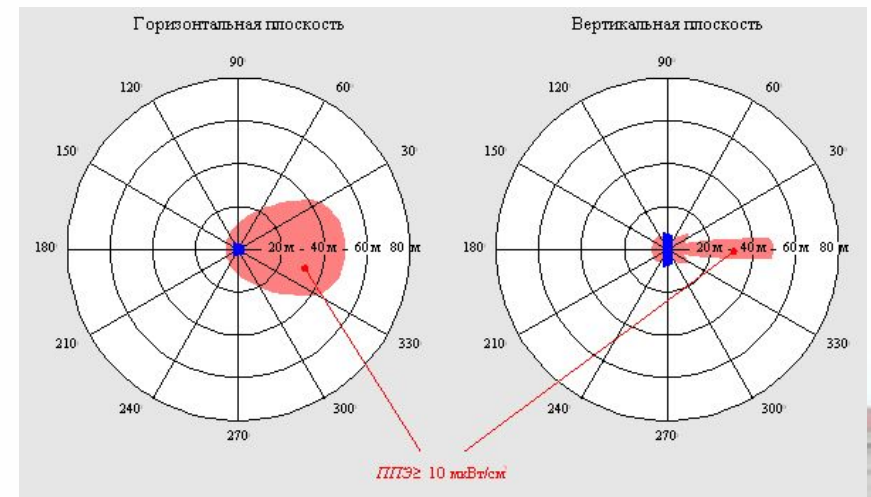 Горизонтальная плоскость
Вертикальная плоскость
90°
120°
60°
150°
30°
180°
20 м
40 м
60 м
80 м
210°
330°
240°
300°
270
90°
120°
60°
150°
30°
180°
20 м
40 м
60 м
80 м
210°
330°
240°
300°
270
ППЭ≥ 10 мкВт/см²